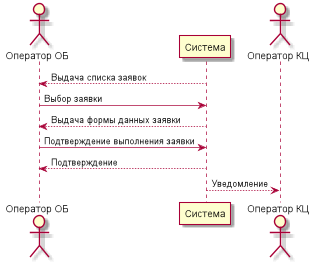 Оператор ОБ
Система
Оператор КЦ
Выдача списка заявок
Выбор заявки
Выдача формы данных заявки
Подтверждение выполнения заявки
Подтверждение
Уведомление
Оператор ОБ
Система
Оператор КЦ